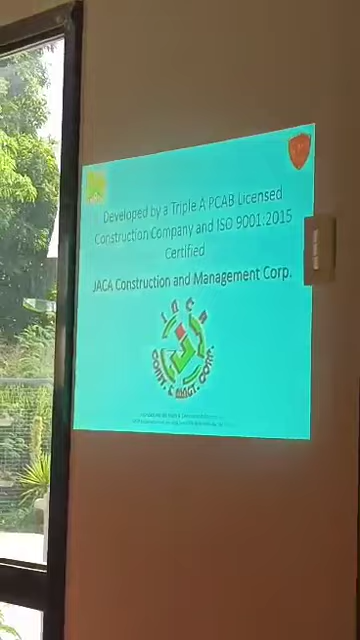 Developed by a Triple A PCAB Licensed
Construction Company and ISO 9001:2015
Certified
JACA Construction and Management Corp.
JACA
CONST. & MAGT. CORP.